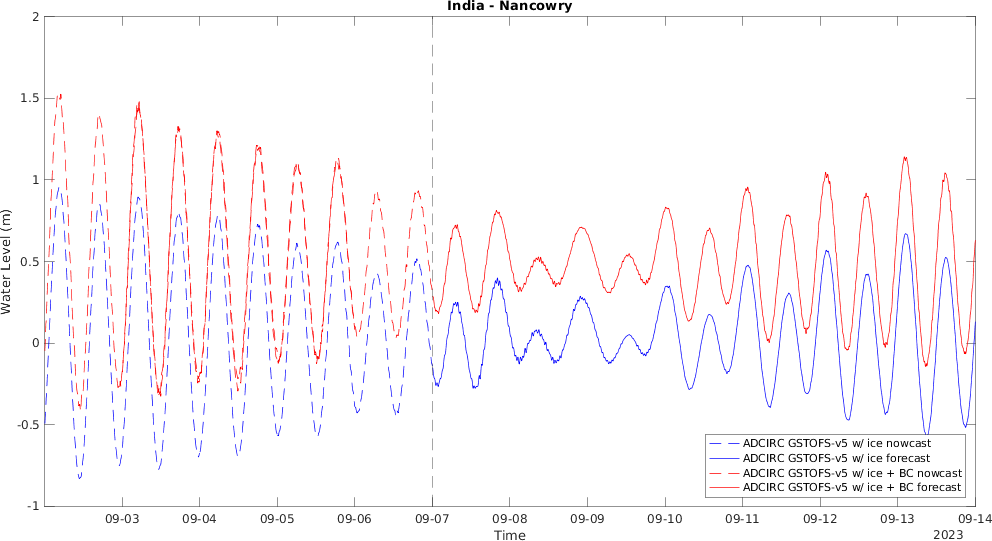 India - Nancowry
2
1.5
1
0.5
0
-0.5
-1
Water Level (m)
09-03 09-04 09-05 09-06 09-07 09-08 09-09 09-10 09-11 09-12 09-13 09-14
Time
2023
ADCIRC GSTOFS-v5 w/ ice nowcast
ADCIRC GSTOFS-v5 w/ ice forecast
ADCIRC GSTOFS-v5 w/ ice + BC nowcast
ADCIRC GSTOFS-v5 w/ ice + BC forecast